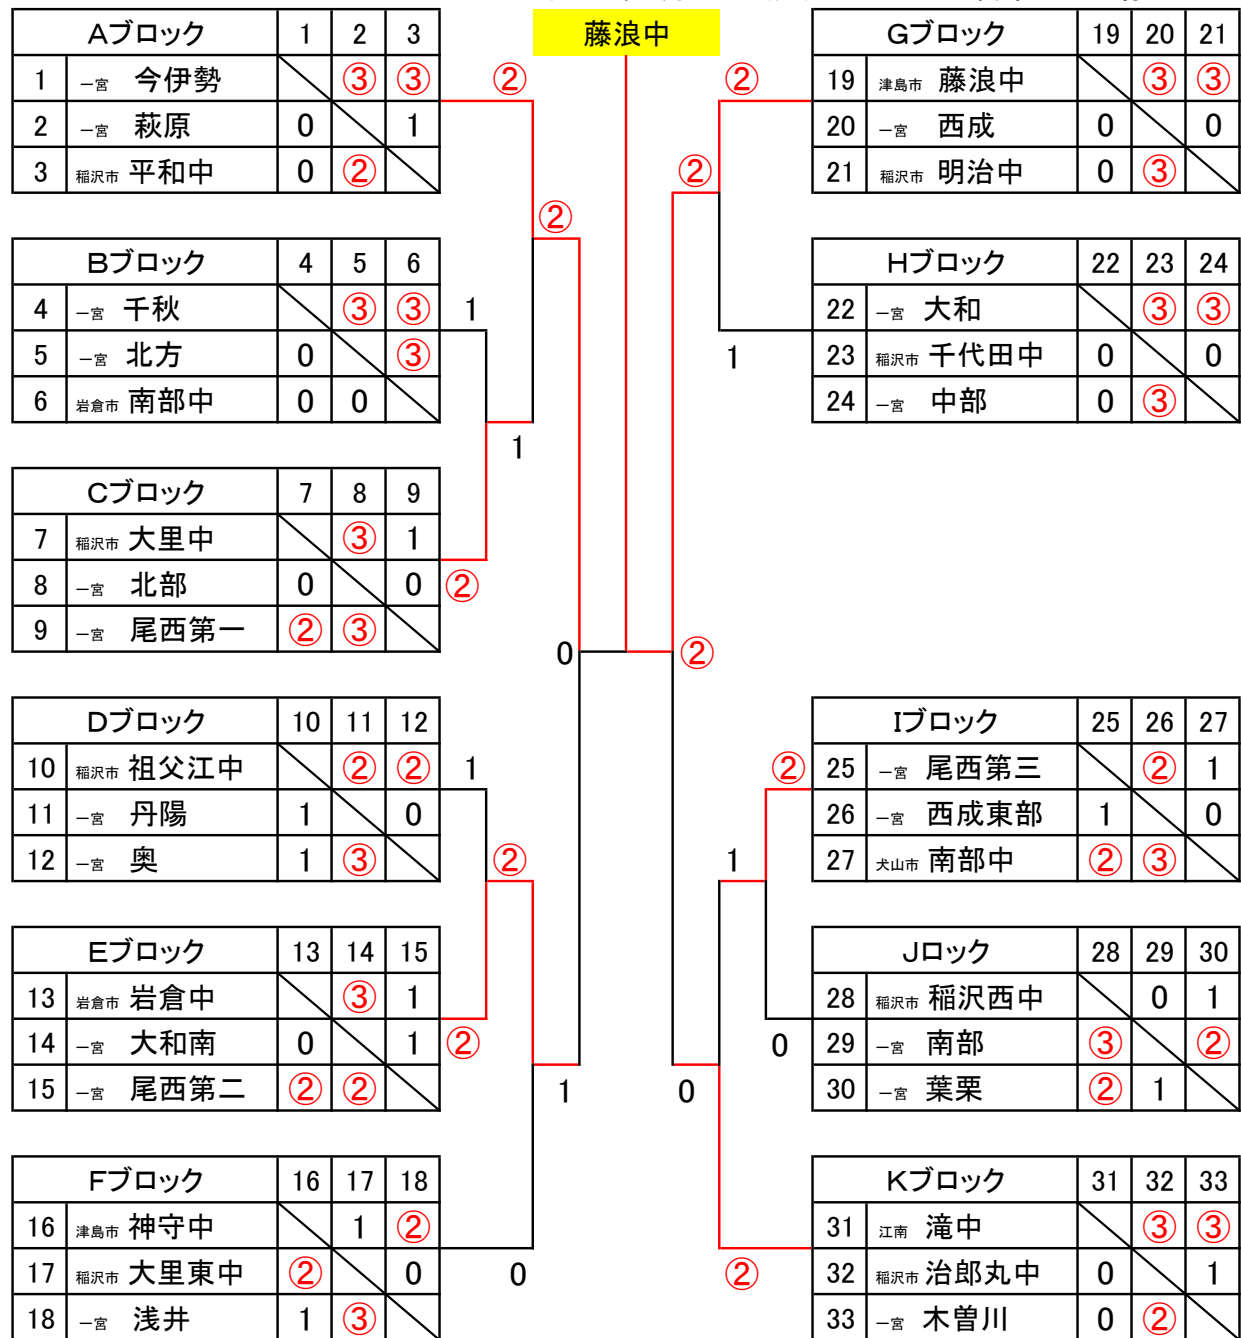 藤浪中
Aブロック 1 2 3
1 一宮 今伊勢 ③ ③
2 一宮 萩原 0 1
3 稲沢市 平和中 0 ②
②
②
Bブロック 4 5 6
4 一宮 千秋 ③ ③
5 一宮 北方 0 ③
6 岩倉市 南部中 0 0
1
1
Cブロック 7 8 9
7 稲沢市 大里中 ③ 1
8 一宮 北部 0 0
9 一宮 尾西第一 ② ③
②
0
Dブロック 10 11 12
10 稲沢市 祖父江中 ② ②
11 一宮 丹陽 1 0
12 一宮 奥 1 ③
1
②
Eブロック 13 14 15
13 岩倉市 岩倉中 ③ 1
14 一宮 大和南 0 1
15 一宮 尾西第二 ② ②
②
1
Fブロック 16 17 18
16 津島市 神守中 1 ②
17 稲沢市 大里東中 ② 0
18 一宮 浅井 1 ③
0
Gブロック 19 20 21
19 津島市 藤浪中 ③ ③
20 一宮 西成 0 0
21 稲沢市 明治中 0 ③
②
②
Hブロック 22 23 24
22 一宮 大和 ③ ③
23 稲沢市 千代田中 0 0
24 一宮 中部 0 ③
1
②
Iブロック 25 26 27
25 一宮 尾西第三 ② 1
26 一宮 西成東部 1 0
27 犬山市 南部中 ② ③
②
1
Jロック 28 29 30
28 稲沢市 稲沢西中 0 1
29 一宮 南部 ③ ②
30 一宮 葉栗 ② 1
0
0
Kブロック 31 32 33
31 江南 滝中 ③ ③
32 稲沢市 治郎丸中 0 1
33 一宮 木曽川 0 ②
②